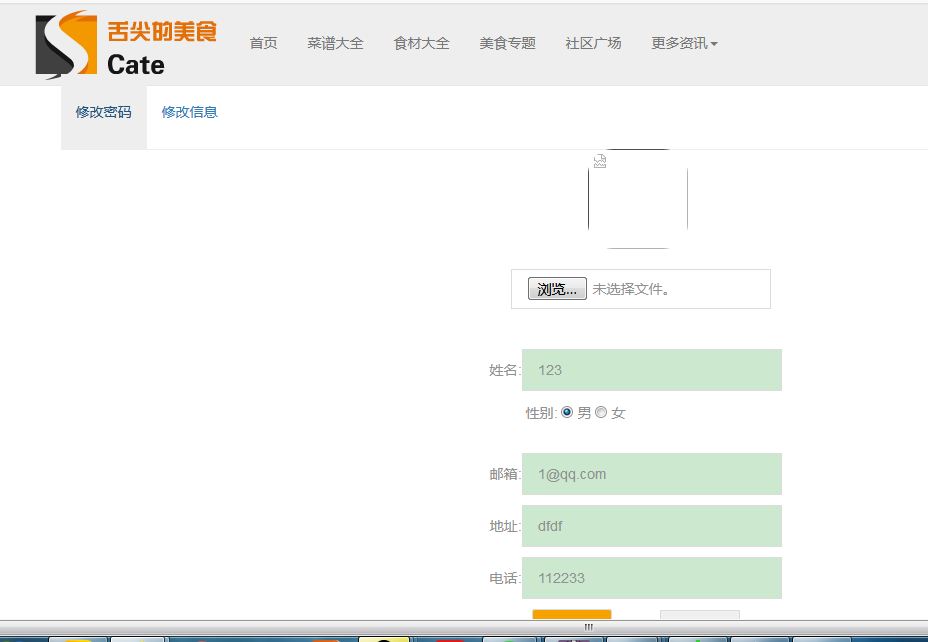 舌尖的美食
Cate
首页 菜谱大全 食材大全 美食专题 社区广场 更多资讯
修改密码 修改信息
浏览... 未选择文件。
姓名: 123
性别: 男 女
邮箱: 1@qq.com
地址: dfdf
电话: 112233